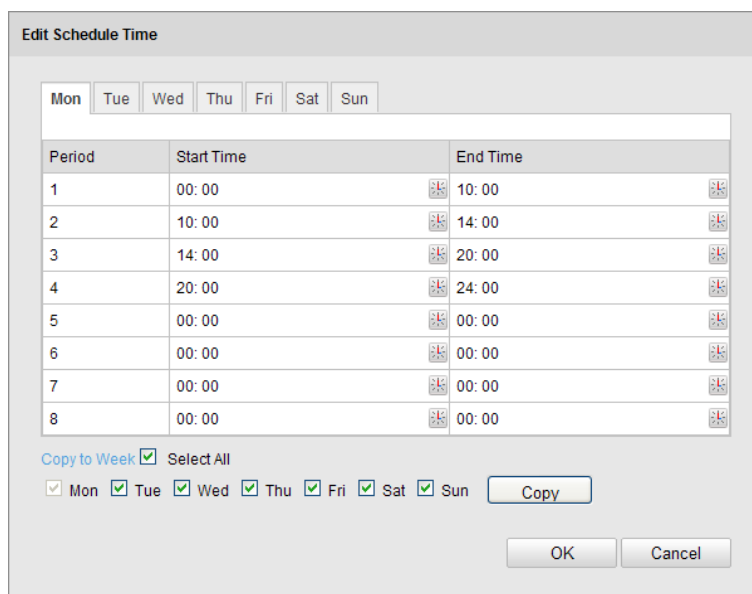 Edit Schedule Time
Mon Tue Wed Thu Fri Sat Sun
Period Start Time End Time
1 00: 00 10: 00
2 10: 00 14: 00
3 14: 00 20: 00
4 20: 00 24: 00
5 00: 00 00: 00
6 00: 00 00: 00
7 00: 00 00: 00
8 00: 00 00: 00
Copy to Week Select All
Mon Tue Wed Thu Fri Sat Sun Copy
OK Cancel